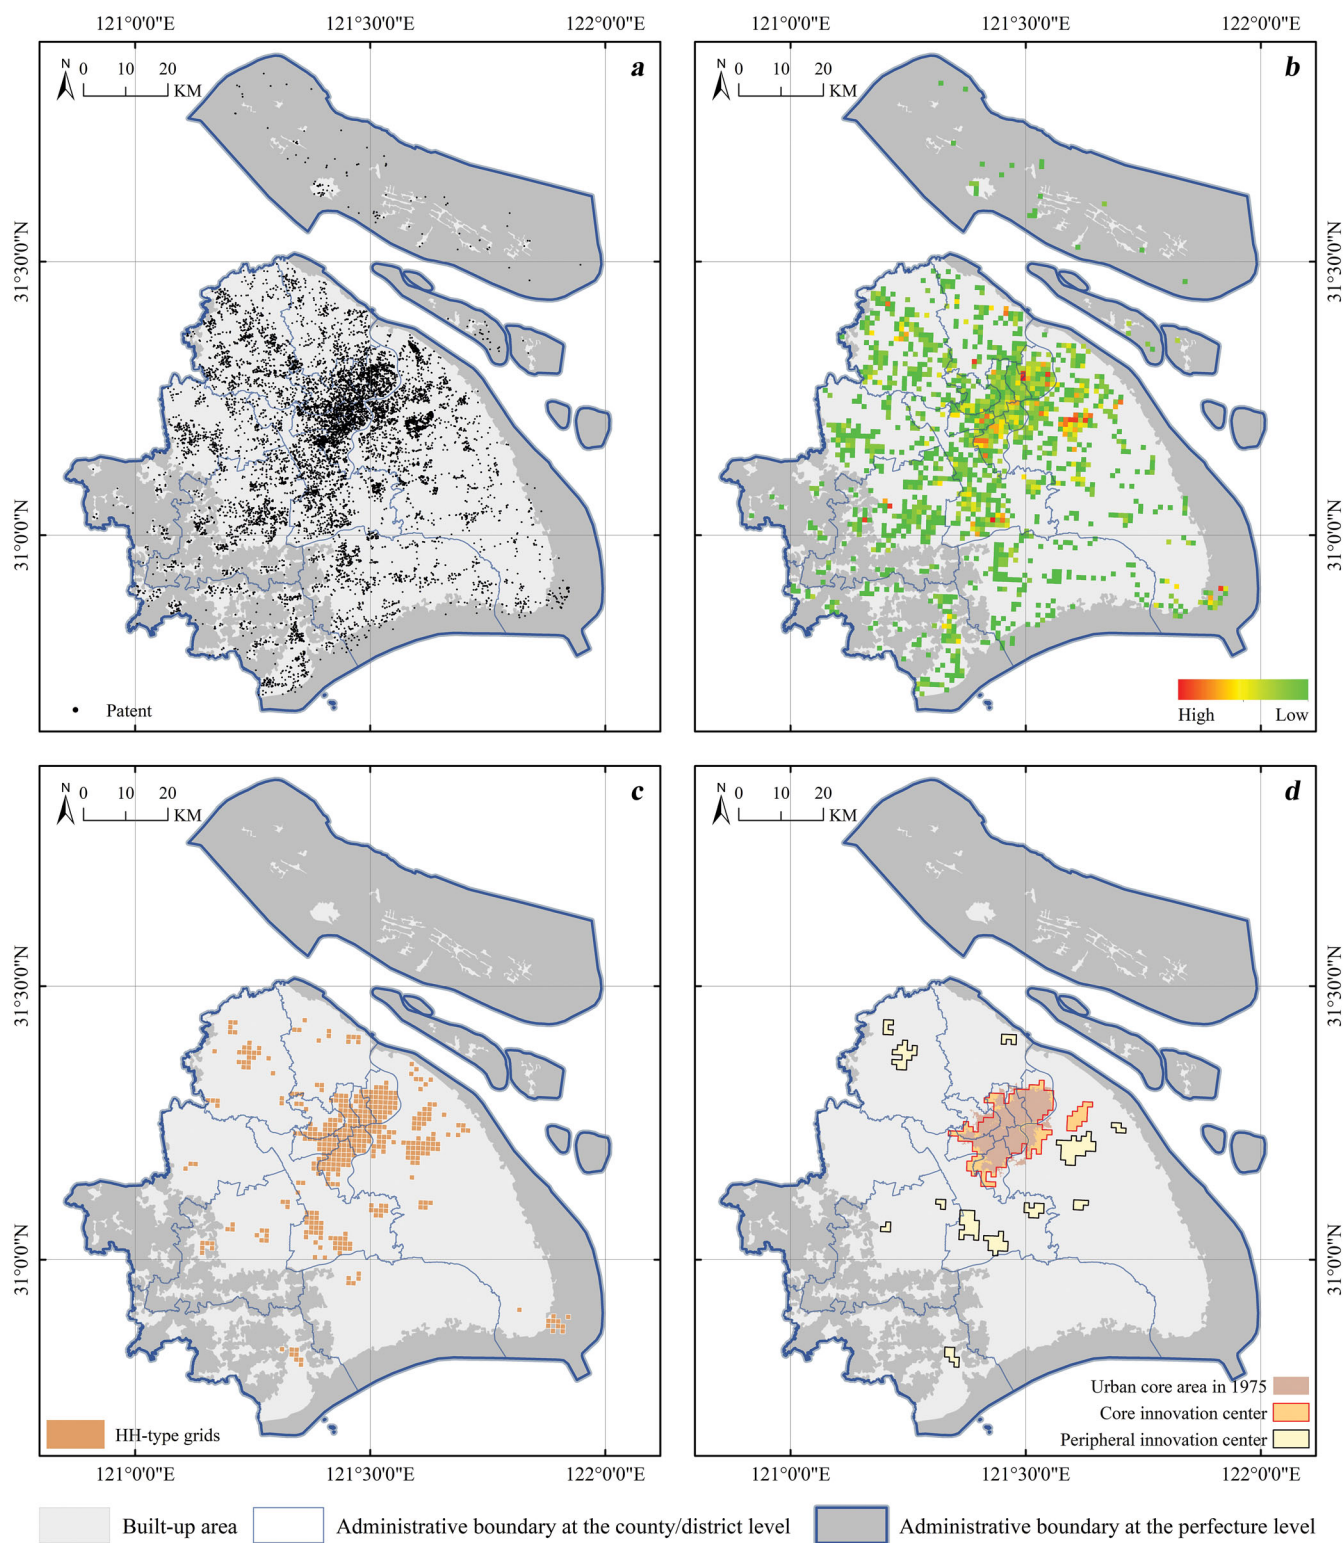 121°0'0"E 121°30'0"E 122°0'0"E 121°0'0"E 121°30'0"E 122°0'0"E
N 0 10 20 KM a
31°30'0"N
31°0'0"N
Patent
N 0 10 20 KM b
31°30'0"N
31°0'0"N
High Low
N 0 10 20 KM c
31°30'0"N
31°0'0"N
HH-type grids
N 0 10 20 KM d
31°30'0"N
31°0'0"N
Urban core area in 1975
Core innovation center
Peripheral innovation center
121°0'0"E 121°30'0"E 122°0'0"E 121°0'0"E 121°30'0"E 122°0'0"E
Built-up area Administrative boundary at the county/district level Administrative boundary at the perfecture level